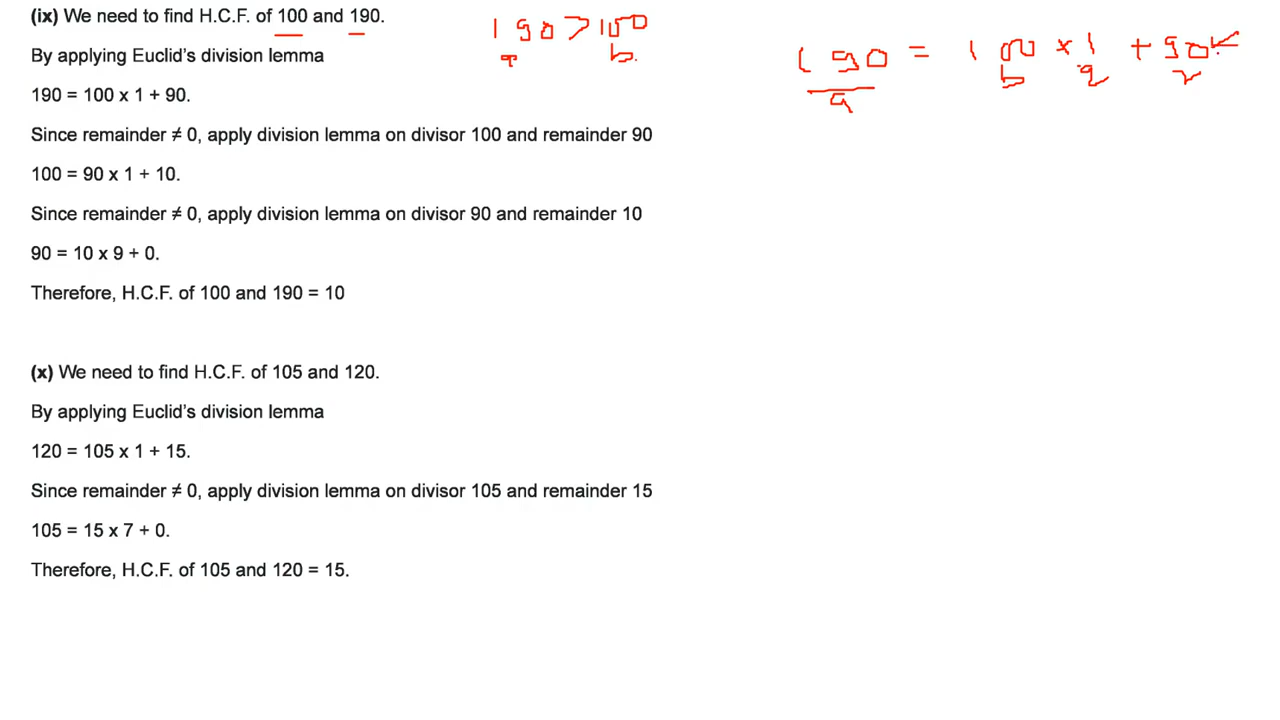 (ix) We need to find H.C.F. of 100 and 190.
190 > 100
a b.
190 = 100 x 1 + 90
a b q r
By applying Euclid's division lemma
190 = 100 x 1 + 90.
Since remainder ≠ 0, apply division lemma on divisor 100 and remainder 90
100 = 90 x 1 + 10.
Since remainder ≠ 0, apply division lemma on divisor 90 and remainder 10
90 = 10 x 9 + 0.
Therefore, H.C.F. of 100 and 190 = 10
(x) We need to find H.C.F. of 105 and 120.
By applying Euclid's division lemma
120 = 105 x 1 + 15.
Since remainder ≠ 0, apply division lemma on divisor 105 and remainder 15
105 = 15 x 7 + 0.
Therefore, H.C.F. of 105 and 120 = 15.